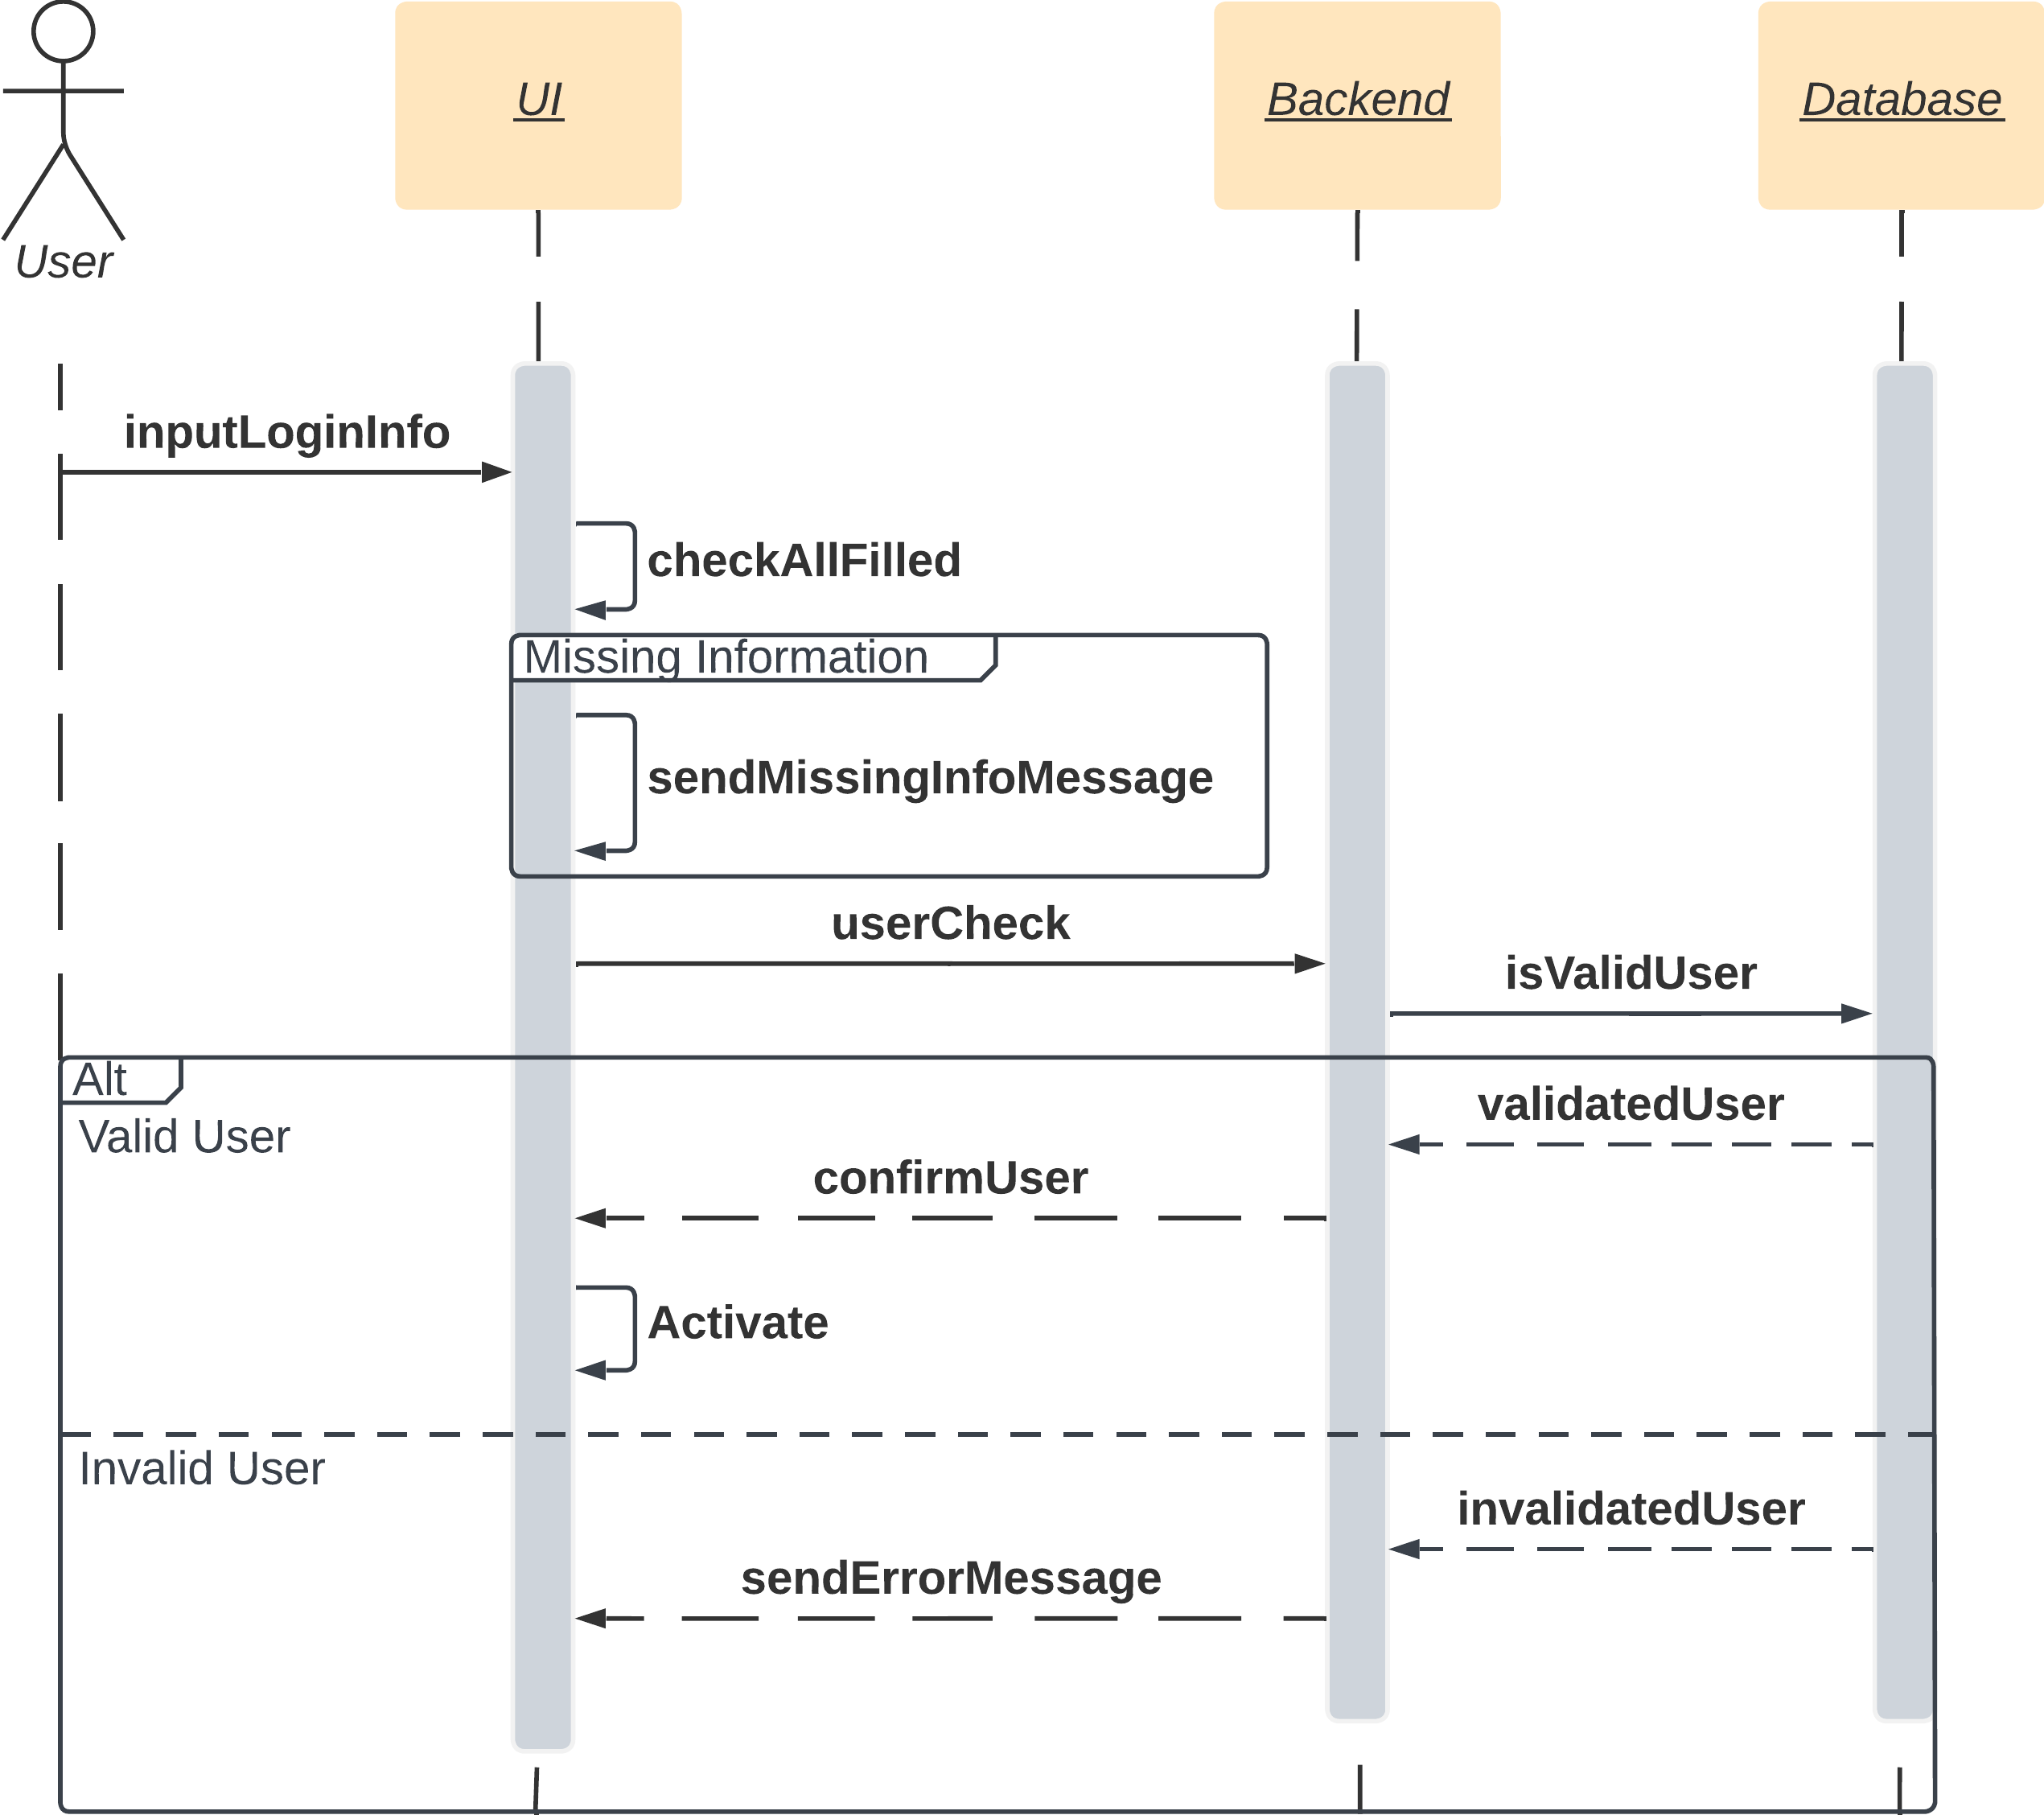 UI
Backend
Database
User
inputLoginInfo
checkAllFilled
Missing Information
sendMissingInfoMessage
userCheck
isValidUser
Alt
validatedUser
Valid User
confirmUser
Activate
Invalid User
invalidatedUser
sendErrorMessage